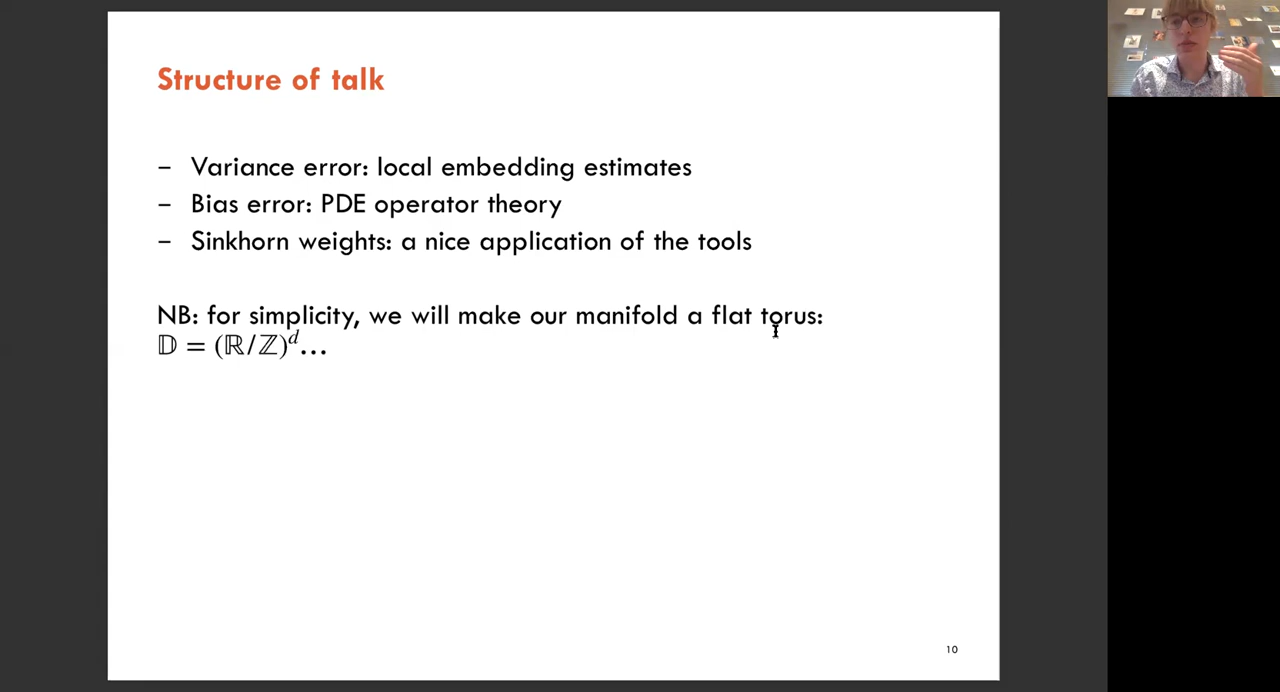 Structure of talk
– Variance error: local embedding estimates
– Bias error: PDE operator theory
– Sinkhorn weights: a nice application of the tools
NB: for simplicity, we will make our manifold a flat torus:
𝔻 = (ℝ/ℤ)ᵈ…
10